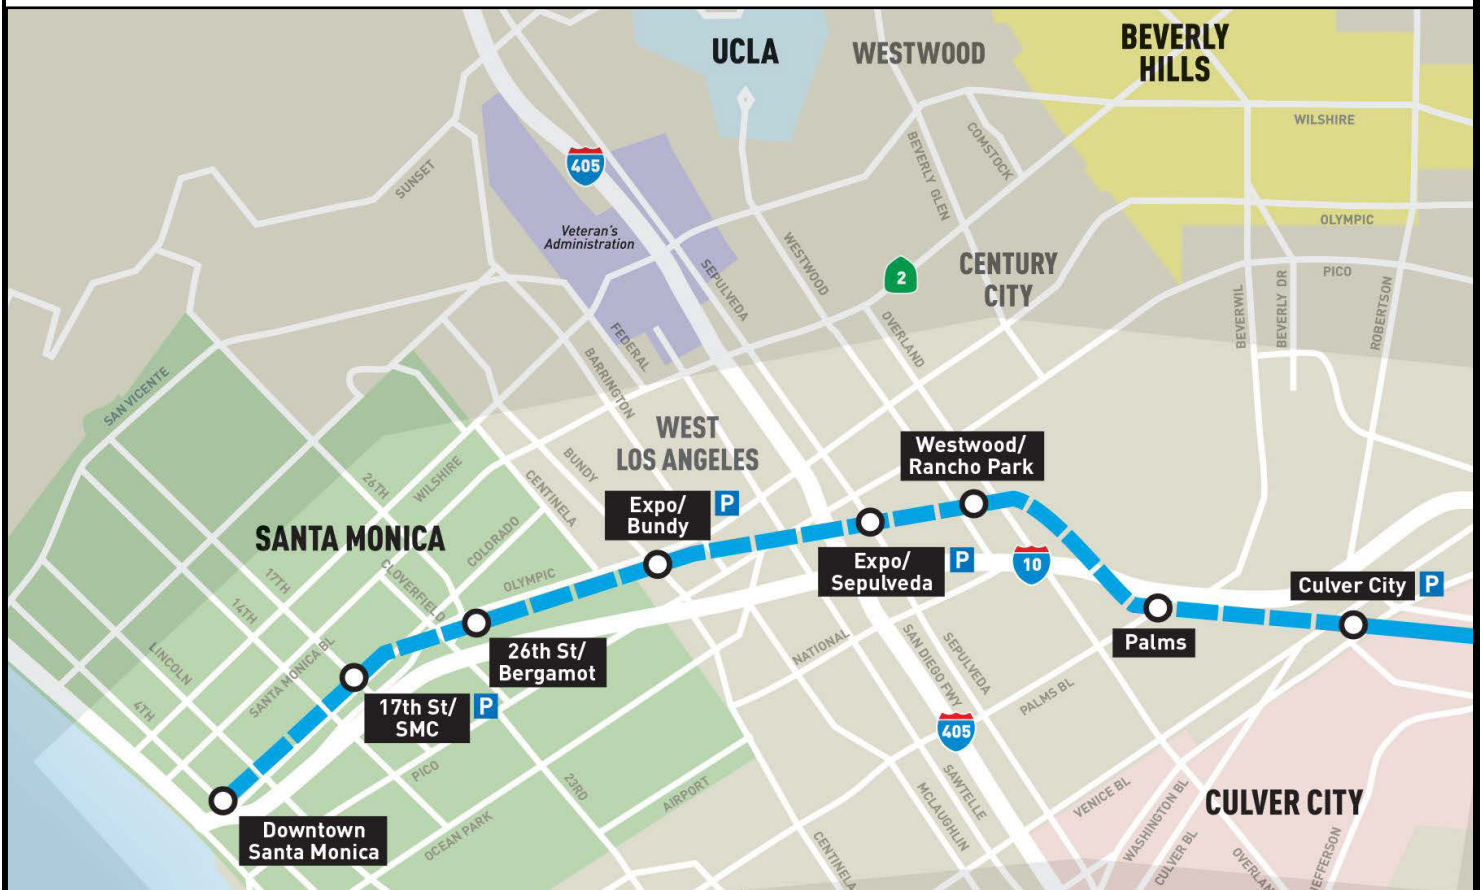 UCLA
WESTWOOD
BEVERLY
HILLS
WILSHIRE
COMSTOCK
BEVERLY GLEN
405
SUNSET
OLYMPIC
Veteran's
Administration
WESTWOOD
SEPULVEDA
CENTURY
CITY
2
PICO
BEVERWIL
BEVERLY DR
ROBERTSON
OVERLAND
FEDERAL
BARRINGTON
SAN VICENTE
WEST
LOS ANGELES
Westwood/
Rancho Park
BUNDY
WILSHIRE
26TH
CENTINELA
Expo/
Bundy
P
SANTA MONICA
COLORADO
Expo/
Sepulveda
P
10
OLYMPIC
CLOVERFIELD
17TH
14TH
Culver City
P
Palms
NATIONAL
SAN DIEGO FWY
SEPULVEDA
LINCOLN
SANTA MONICA BL
26th St/
Bergamot
PALMS BL
4TH
17th St/
SMC
P
405
PICO
23RD
AIRPORT
SAWTELLE
MCLAUGHLIN
VENICE BL
WASHINGTON BL
CULVER CITY
Downtown
Santa Monica
OCEAN PARK
CENTINELA
CULVER BL
OVERLA
EFFERSON